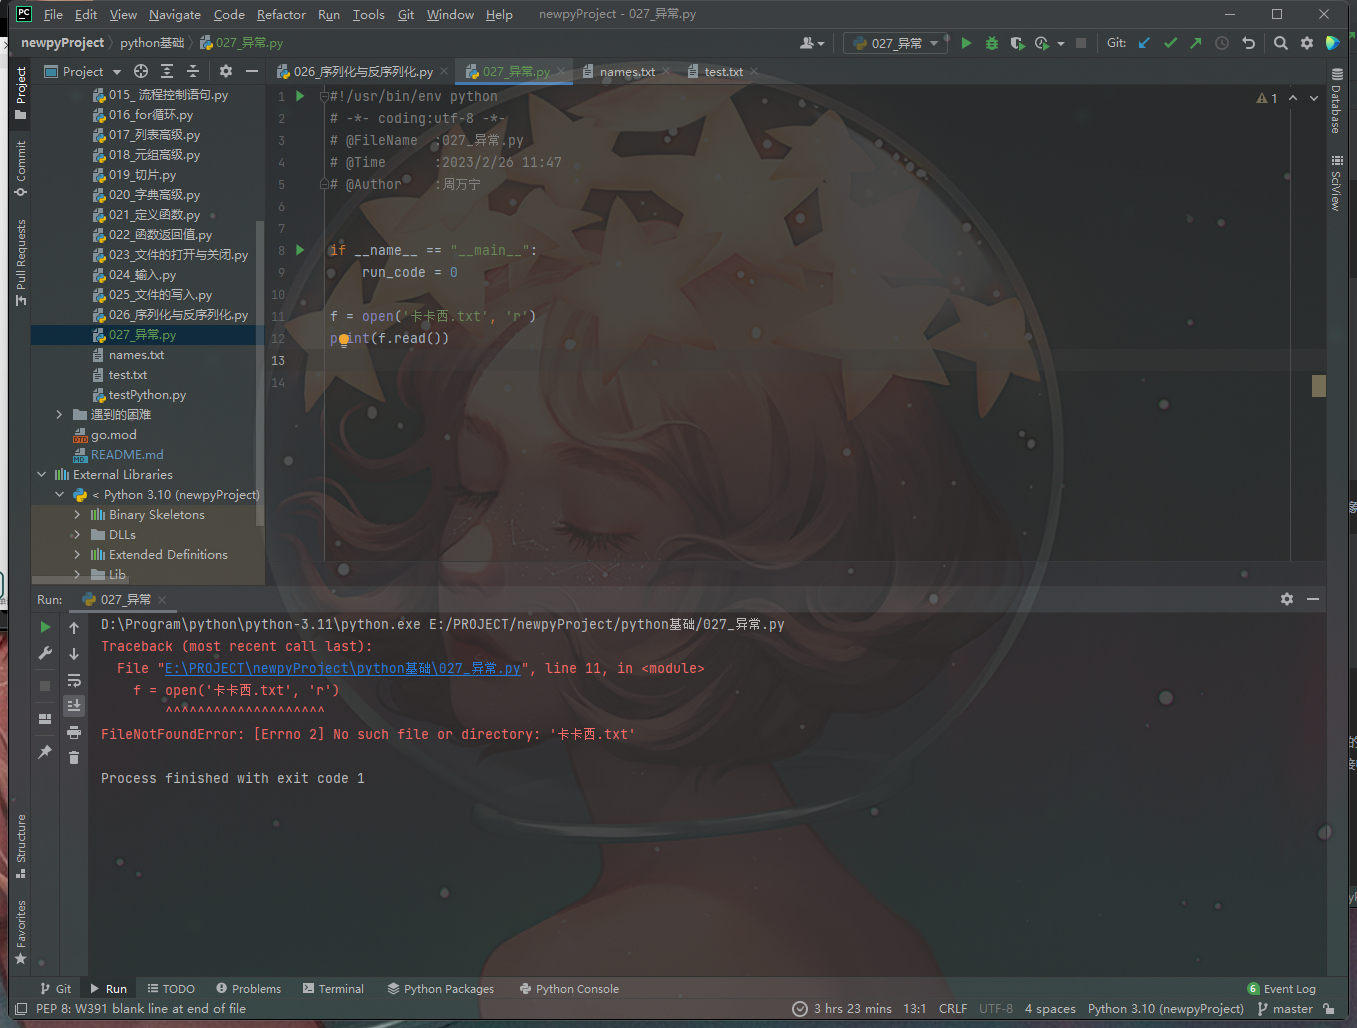 PC File Edit View Navigate Code Refactor Run Tools Git Window Help newpyProject - 027_异常.py
newpyProject python基础 027_异常.py 027_异常 Git:
Project 026_序列化与反序列化.py 027_异常.py names.txt test.txt
Project
Commit
Pull Requests
Structure
Favorites
015_ 流程控制语句.py
016_for循环.py
017_列表高级.py
018_元组高级.py
019_切片.py
020_字典高级.py
021_定义函数.py
022_函数返回值.py
023_文件的打开与关闭.py
024_输入.py
025_文件的写入.py
026_序列化与反序列化.py
027_异常.py
names.txt
test.txt
testPython.py
遇到的困难
go.mod
README.md
External Libraries
< Python 3.10 (newpyProject)
Binary Skeletons
DLLs
Extended Definitions
Lib
1 #!/usr/bin/env python
2 # -*- coding:utf-8 -*-
3 # @FileName  :027_异常.py
4 # @Time      :2023/2/26 11:47
5 # @Author    :周万宁
6
7
8 if __name__ == "__main__":
9     run_code = 0
10
11 f = open('卡卡西.txt', 'r')
12 print(f.read())
13
14
1
Database
SciView
Run: 027_异常
D:\Program\python\python-3.11\python.exe E:/PROJECT/newpyProject/python基础/027_异常.py
Traceback (most recent call last):
  File "E:\PROJECT\newpyProject\python基础\027_异常.py", line 11, in <module>
    f = open('卡卡西.txt', 'r')
        ^^^^^^^^^^^^^^^^^^^^
FileNotFoundError: [Errno 2] No such file or directory: '卡卡西.txt'
Process finished with exit code 1
Git Run TODO Problems Terminal Python Packages Python Console 6 Event Log
PEP 8: W391 blank line at end of file 3 hrs 23 mins 13:1 CRLF UTF-8 4 spaces Python 3.10 (newpyProject) master